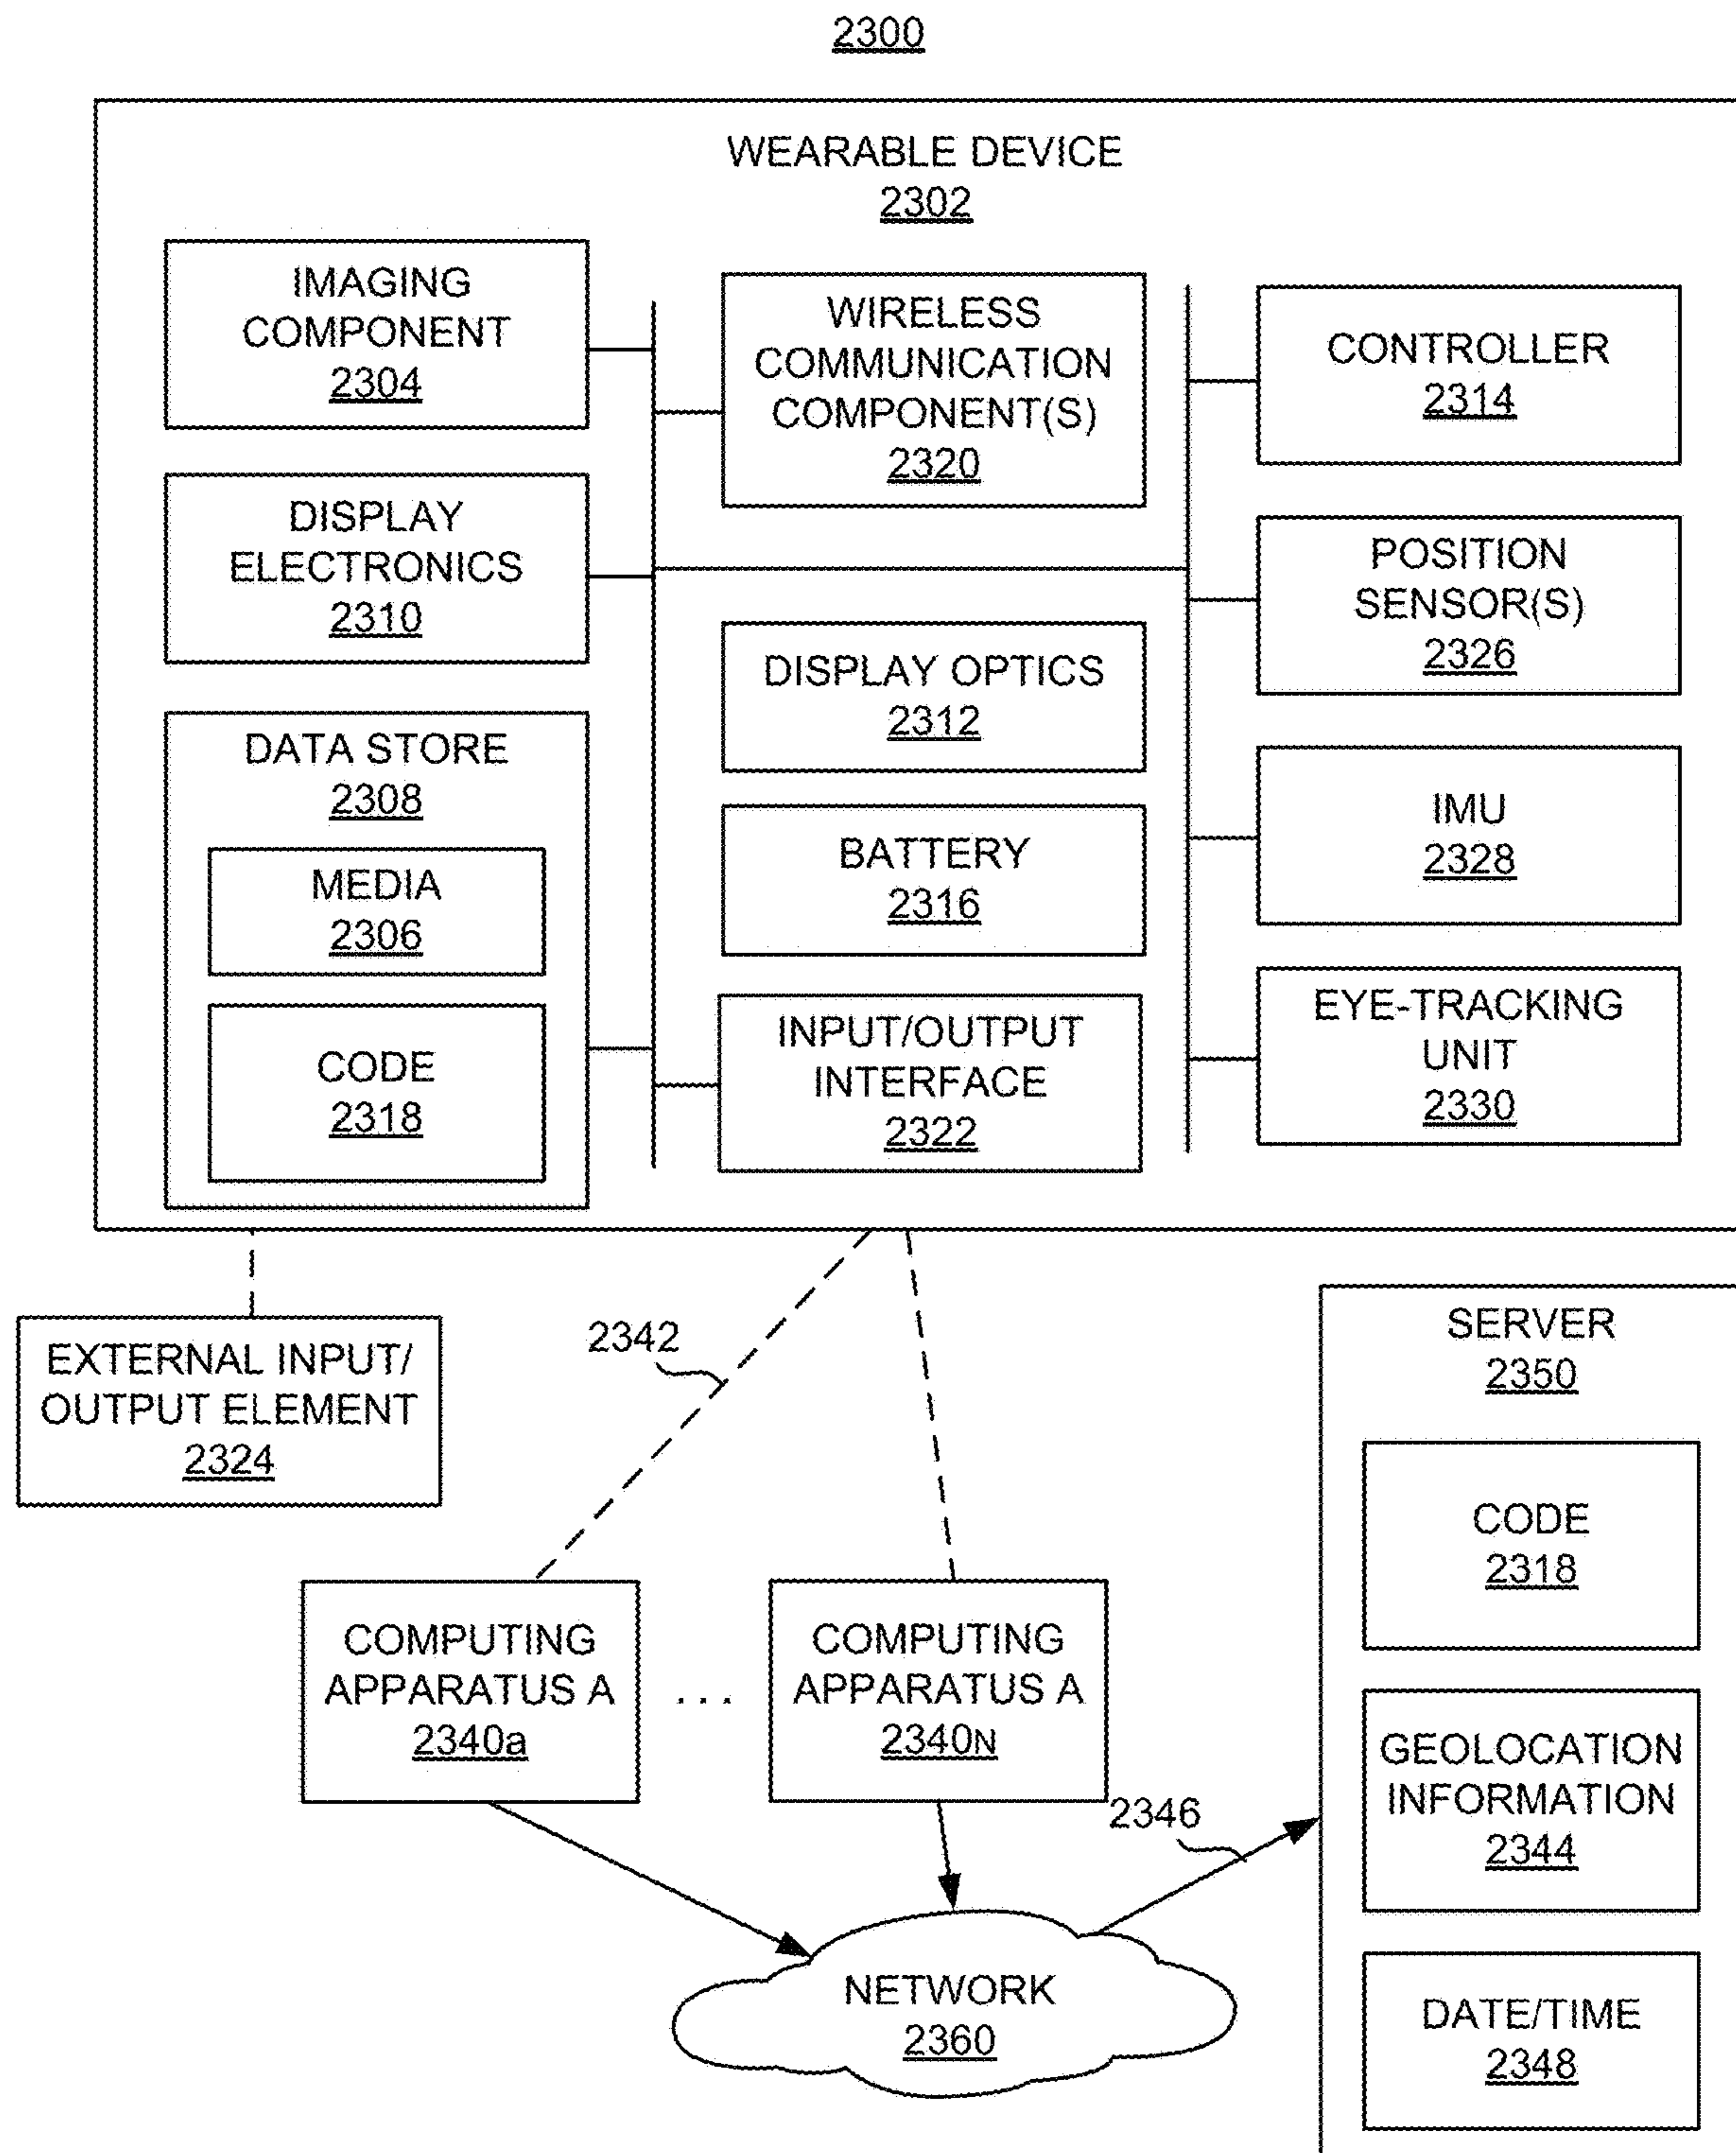 2300
WEARABLE DEVICE
2302
IMAGING
COMPONENT
2304
DISPLAY
ELECTRONICS
2310
DATA STORE
2308
MEDIA
2306
CODE
2318
WIRELESS
COMMUNICATION
COMPONENT(S)
2320
DISPLAY OPTICS
2312
BATTERY
2316
INPUT/OUTPUT
INTERFACE
2322
CONTROLLER
2314
POSITION
SENSOR(S)
2326
IMU
2328
EYE-TRACKING
UNIT
2330
EXTERNAL INPUT/
OUTPUT ELEMENT
2324
2342
COMPUTING
APPARATUS A
2340a
. . .
COMPUTING
APPARATUS A
2340N
2346
NETWORK
2360
SERVER
2350
CODE
2318
GEOLOCATION
INFORMATION
2344
DATE/TIME
2348